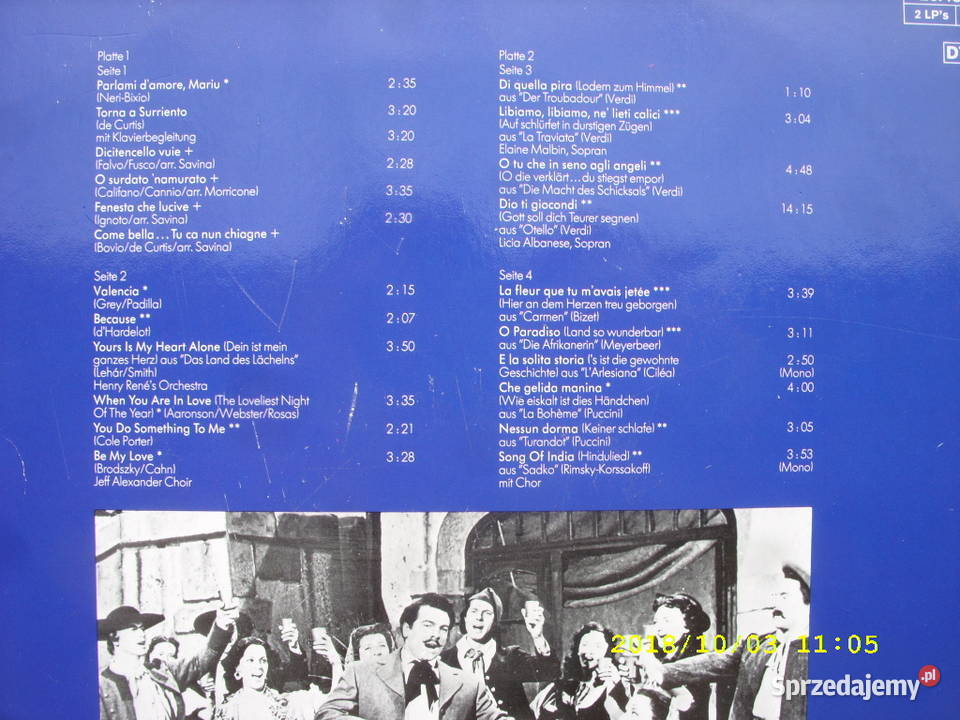 2 LP's
Platte 1
Seite 1
Parlami d'amore, Mariu * 2:35
(Neri-Bixio)
Torna a Surriento 3:20
(de Curtis)
mit Klavierbegleitung 3:20
Dicitencello vuie +
(Falvo/Fusco/arr. Savina) 2:28
O surdato 'namurato +
(Califano/Cannio/arr. Morricone) 3:35
Fenesta che lucive +
(Ignoto/arr. Savina) 2:30
Come bella... Tu ca nun chiagne +
(Bovio/de Curtis/arr. Savina)
Seite 2
Valencia * 2:15
(Grey/Padilla)
Because ** 2:07
(d'Hardelot)
Yours Is My Heart Alone (Dein ist mein 3:50
ganzes Herz) aus "Das Land des Lächelns"
(Lehár/Smith)
Henry René's Orchestra
When You Are In Love (The Loveliest Night 3:35
Of The Year) * (Aaronson/Webster/Rosas)
You Do Something To Me ** 2:21
(Cole Porter)
Be My Love * 3:28
(Brodszky/Cahn)
Jeff Alexander Choir
Platte 2
Seite 3
Di quella pira (Lodern zum Himmel) ** 1:10
aus "Der Troubadour" (Verdi)
Libiamo, libiamo, ne' lieti calici *** 3:04
(Auf schlürfet in durstigen Zügen)
aus "La Traviata" (Verdi)
Elaine Malbin, Sopran
O tu che in seno agli angeli ** 4:48
(O die verklärt...du stiegst empor)
aus "Die Macht des Schicksals" (Verdi)
Dio ti giocondi ** 14:15
(Gott soll dich Teurer segnen)
aus "Otello" (Verdi)
Licia Albanese, Sopran
Seite 4
La fleur que tu m'avais jetée *** 3:39
(Hier an dem Herzen treu geborgen)
aus "Carmen" (Bizet)
O Paradiso (Land so wunderbar) *** 3:11
aus "Die Afrikanerin" (Meyerbeer)
E la solita storia ('s ist die gewohnte 2:50
Geschichte) aus "L'Arlesiana" (Ciléa) (Mono)
Che gelida manina * 4:00
(Wie eiskalt ist dies Händchen)
aus "La Bohème" (Puccini)
Nessun dorma (Keiner schlafe) ** 3:05
aus "Turandot" (Puccini)
Song Of India (Hindulied) ** 3:53
aus "Sadko" (Rimsky-Korssakoff) (Mono)
mit Chor
2018/10/03 11:05
Sprzedajemy.pl